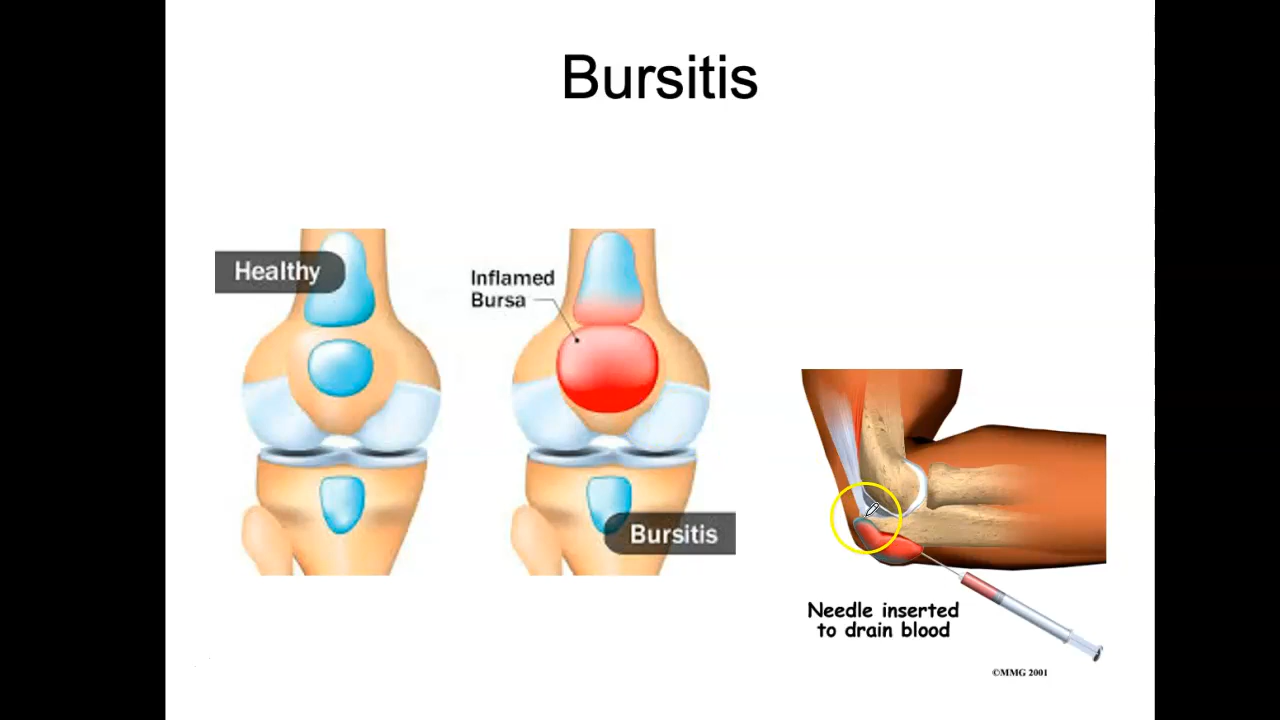 Bursitis
Healthy
Inflamed
Bursa
Bursitis
Needle inserted
to drain blood
©MMG 2001